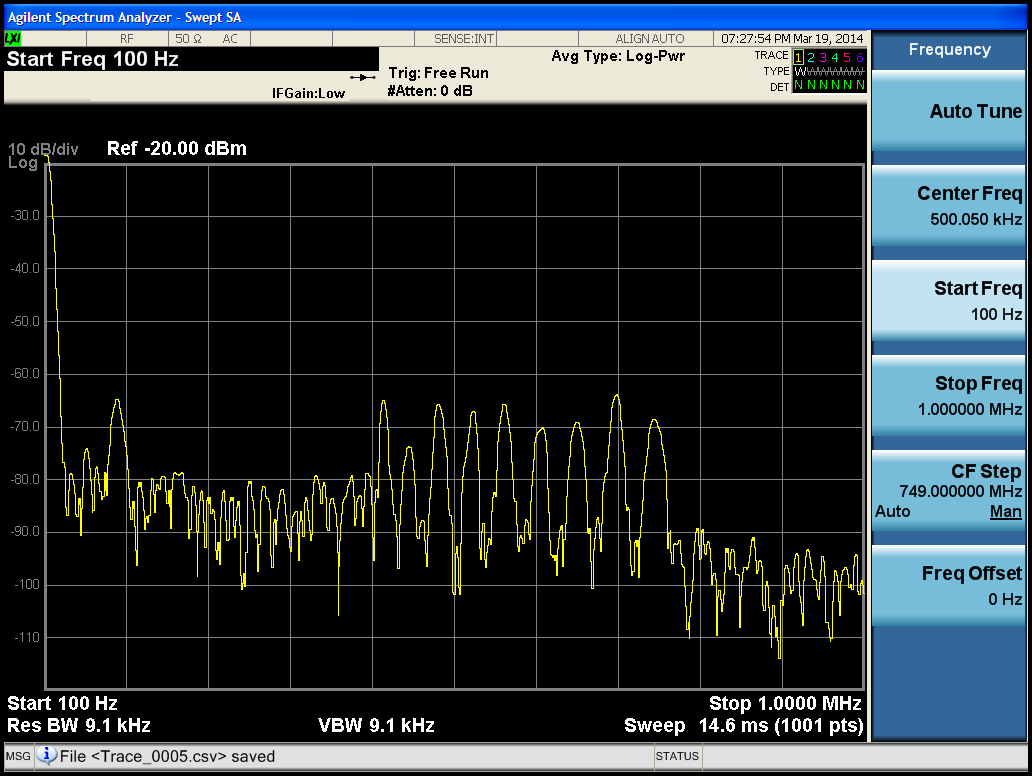 Agilent Spectrum Analyzer - Swept SA
LXI RF 50 Ω AC SENSE:INT ALIGN AUTO 07:27:54 PM Mar 19, 2014
Start Freq 100 Hz
Avg Type: Log-Pwr
TRACE 1 2 3 4 5 6
Trig: Free Run
TYPE W
IFGain:Low
#Atten: 0 dB
DET N N N N N N
10 dB/div
Log
Ref -20.00 dBm
-30.0
-40.0
-50.0
-60.0
-70.0
-80.0
-90.0
-100
-110
Start 100 Hz
Stop 1.0000 MHz
Res BW 9.1 kHz
VBW 9.1 kHz
Sweep 14.6 ms (1001 pts)
MSG
File <Trace_0005.csv> saved
STATUS
Frequency
Auto Tune
Center Freq
500.050 kHz
Start Freq
100 Hz
Stop Freq
1.000000 MHz
CF Step
749.000000 MHz
Auto Man
Freq Offset
0 Hz